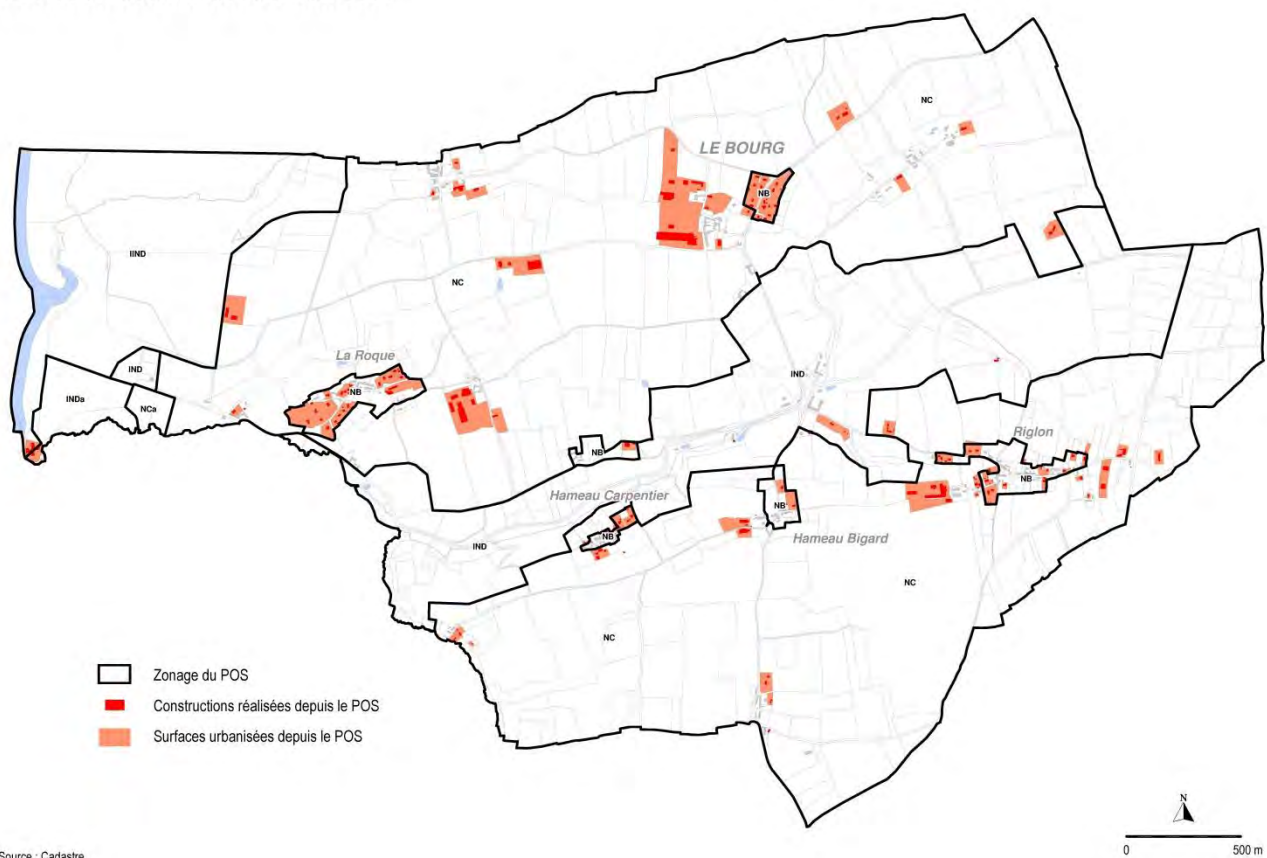 NC
LE BOURG
NB
IIND
NC
La Roque
IND
INDa
NCa
NB
IND
Riglon
NB
NB
Hameau Carpentier
NB
IND
NB
Hameau Bigard
NC
NC
Zonage du POS
Constructions réalisées depuis le POS
Surfaces urbanisées depuis le POS
N
0 500 m
Source : Cadastre